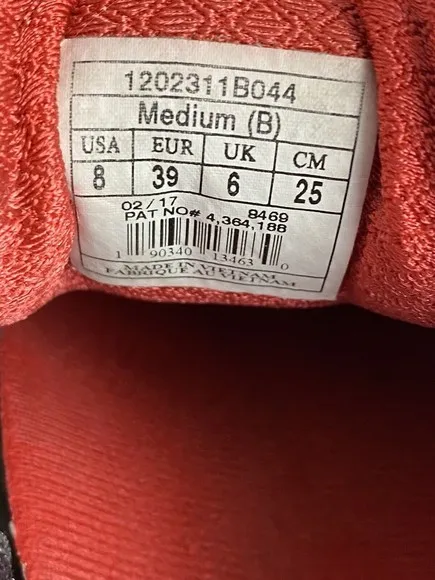 1202311B044
Medium (B)
USA EUR UK CM
8 39 6 25
02/17 8469
PAT NO# 4,364,188
1 90340 13463 0
MADE IN VIETNAM
FABRIQUE AU VIETNAM